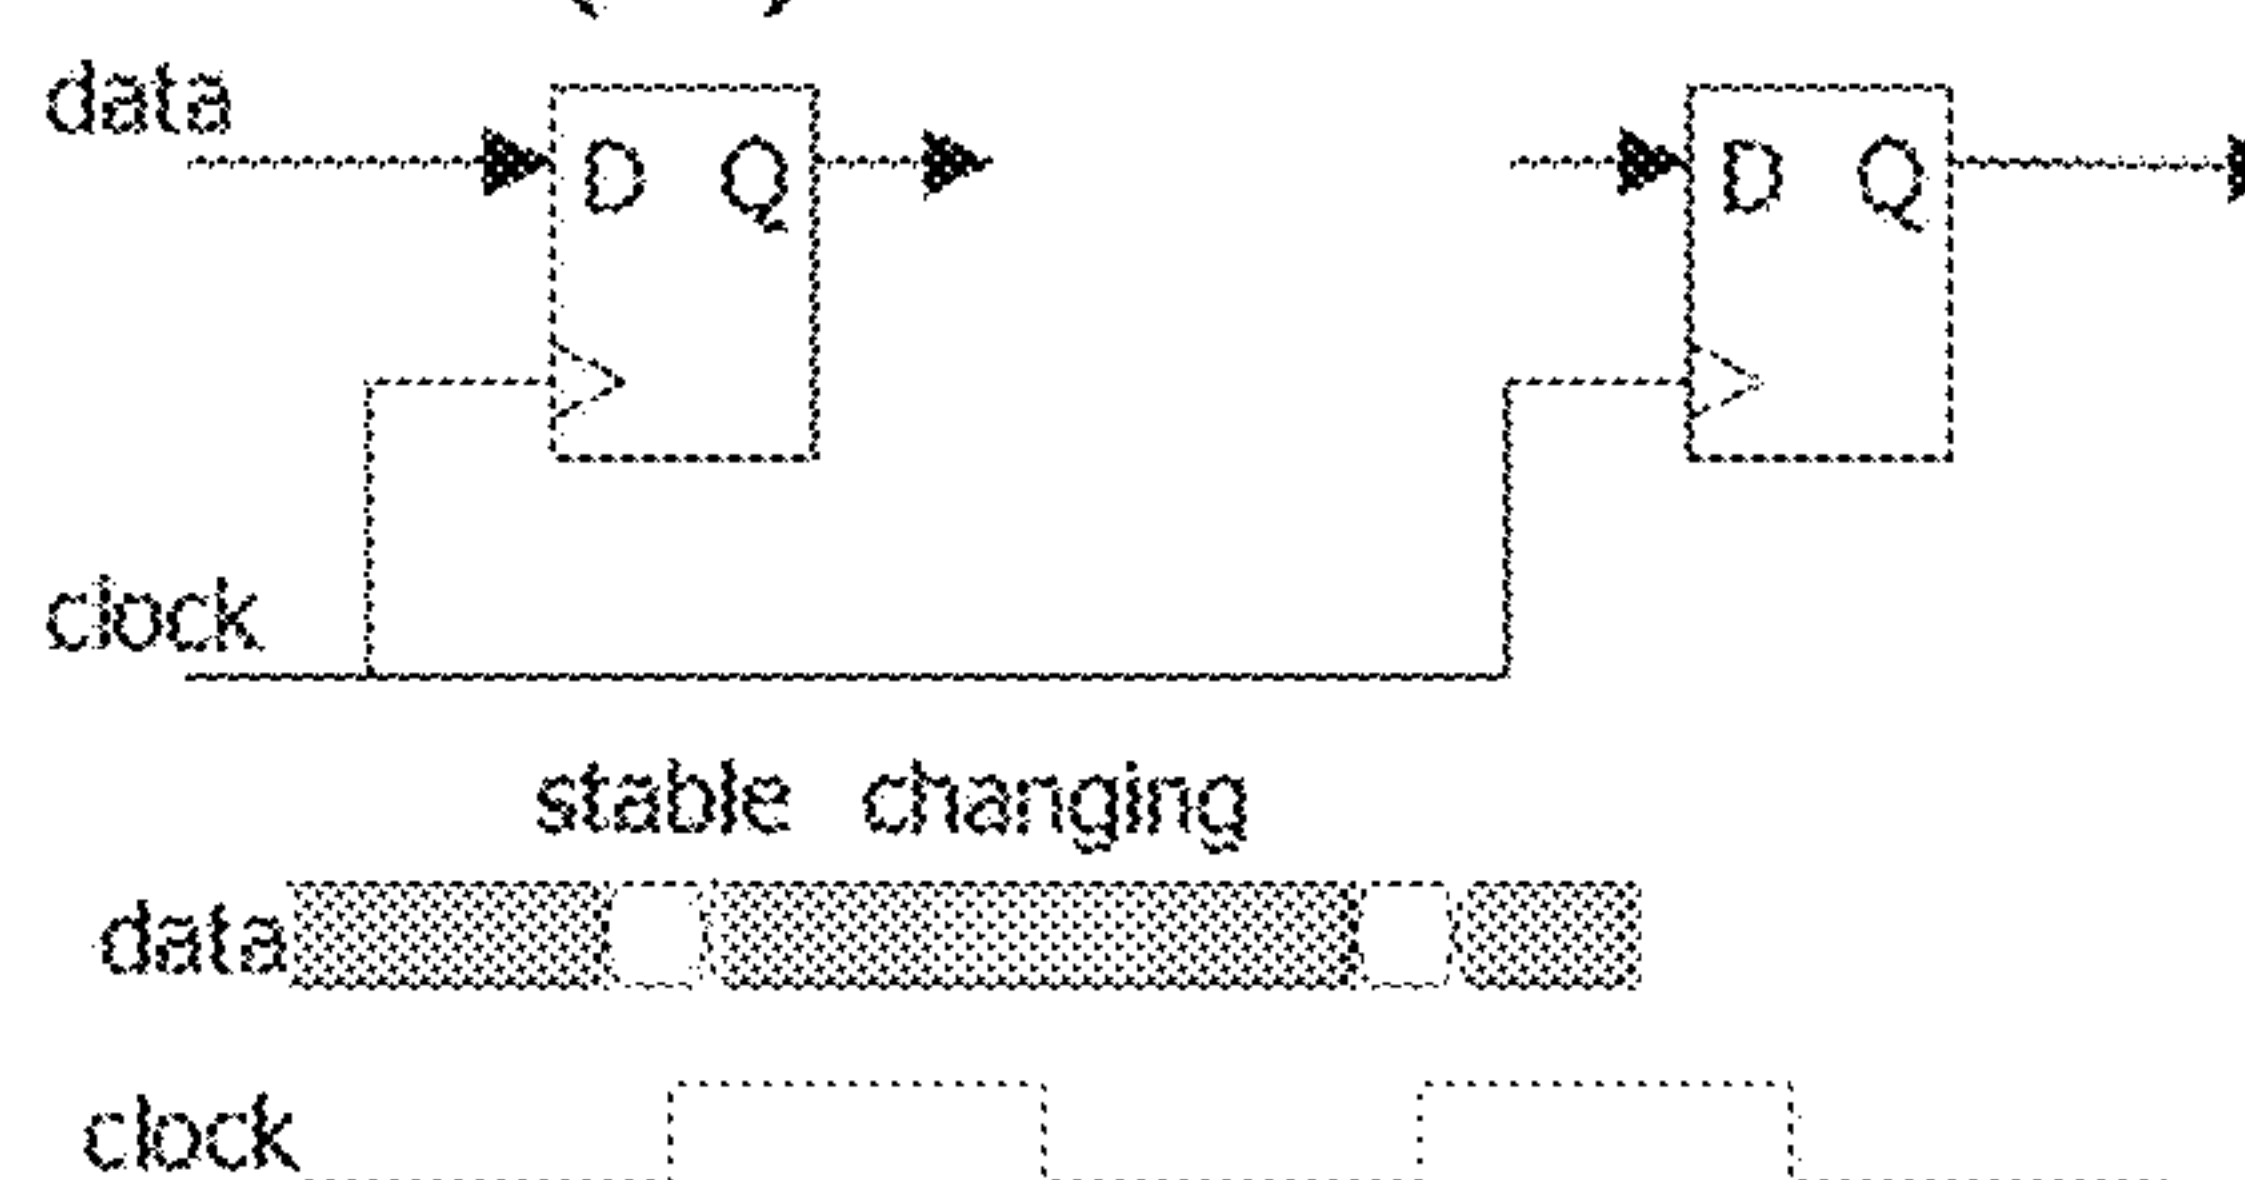 data
D Q D Q
clock
stable changing
data
clock